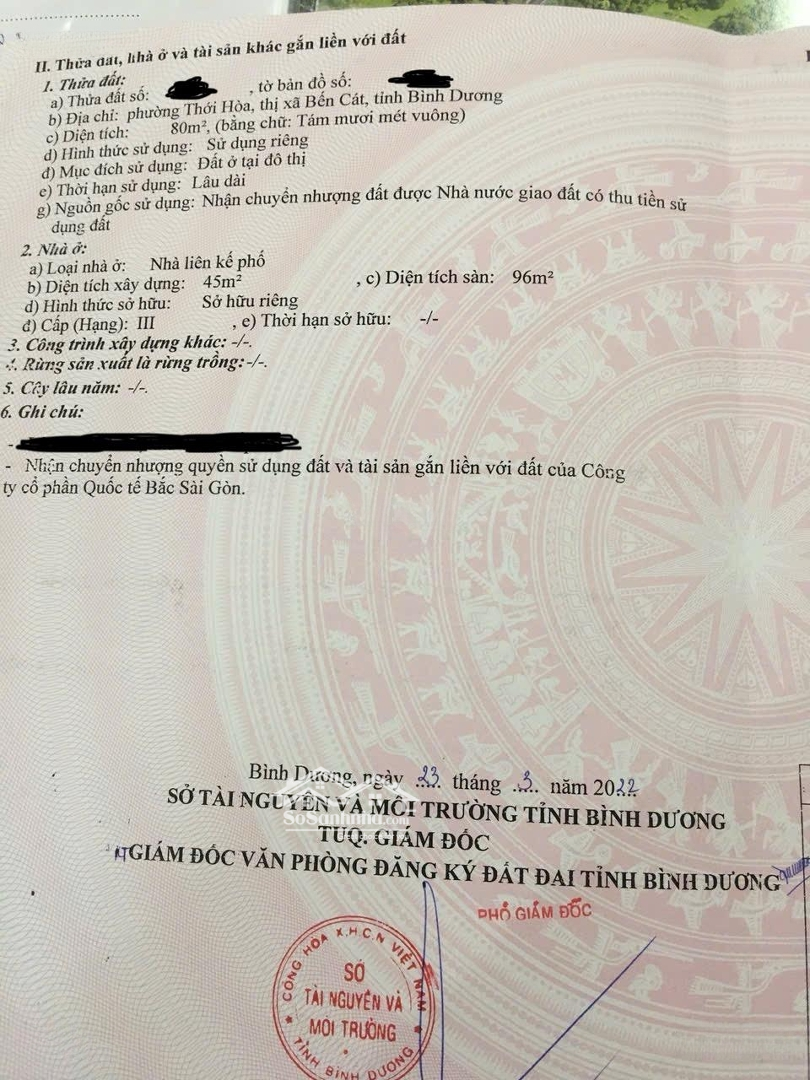 II. Thửa đất, nhà ở và tài sản khác gắn liền với đất
1. Thửa đất:
a) Thửa đất số: , tờ bản đồ số:
b) Địa chỉ: phường Thới Hòa, thị xã Bến Cát, tỉnh Bình Dương
c) Diện tích: 80m², (bằng chữ: Tám mươi mét vuông)
d) Hình thức sử dụng: Sử dụng riêng
đ) Mục đích sử dụng: Đất ở tại đô thị
e) Thời hạn sử dụng: Lâu dài
g) Nguồn gốc sử dụng: Nhận chuyển nhượng đất được Nhà nước giao đất có thu tiền sử
dụng đất
2. Nhà ở:
a) Loại nhà ở: Nhà liên kế phố
b) Diện tích xây dựng: 45m² , c) Diện tích sàn: 96m²
d) Hình thức sở hữu: Sở hữu riêng
đ) Cấp (Hạng): III , e) Thời hạn sở hữu: -/-
3. Công trình xây dựng khác: -/-.
4. Rừng sản xuất là rừng trồng:-/-.
5. Cây lâu năm: -/-.
6. Ghi chú:
-
- Nhận chuyển nhượng quyền sử dụng đất và tài sản gắn liền với đất của Công
ty cổ phần Quốc tế Bắc Sài Gòn.
Bình Dương, ngày 23 tháng 3 năm 2022
SỞ TÀI NGUYÊN VÀ MÔI TRƯỜNG TỈNH BÌNH DƯƠNG
SoSanhnha.com
TUQ. GIÁM ĐỐC
KT GIÁM ĐỐC VĂN PHÒNG ĐĂNG KÝ ĐẤT ĐAI TỈNH BÌNH DƯƠNG
PHÓ GIÁM ĐỐC
CỘNG HÒA X.H.C.N VIỆT NAM
SỞ
TÀI NGUYÊN VÀ
MÔI TRƯỜNG
TỈNH BÌNH DƯƠNG